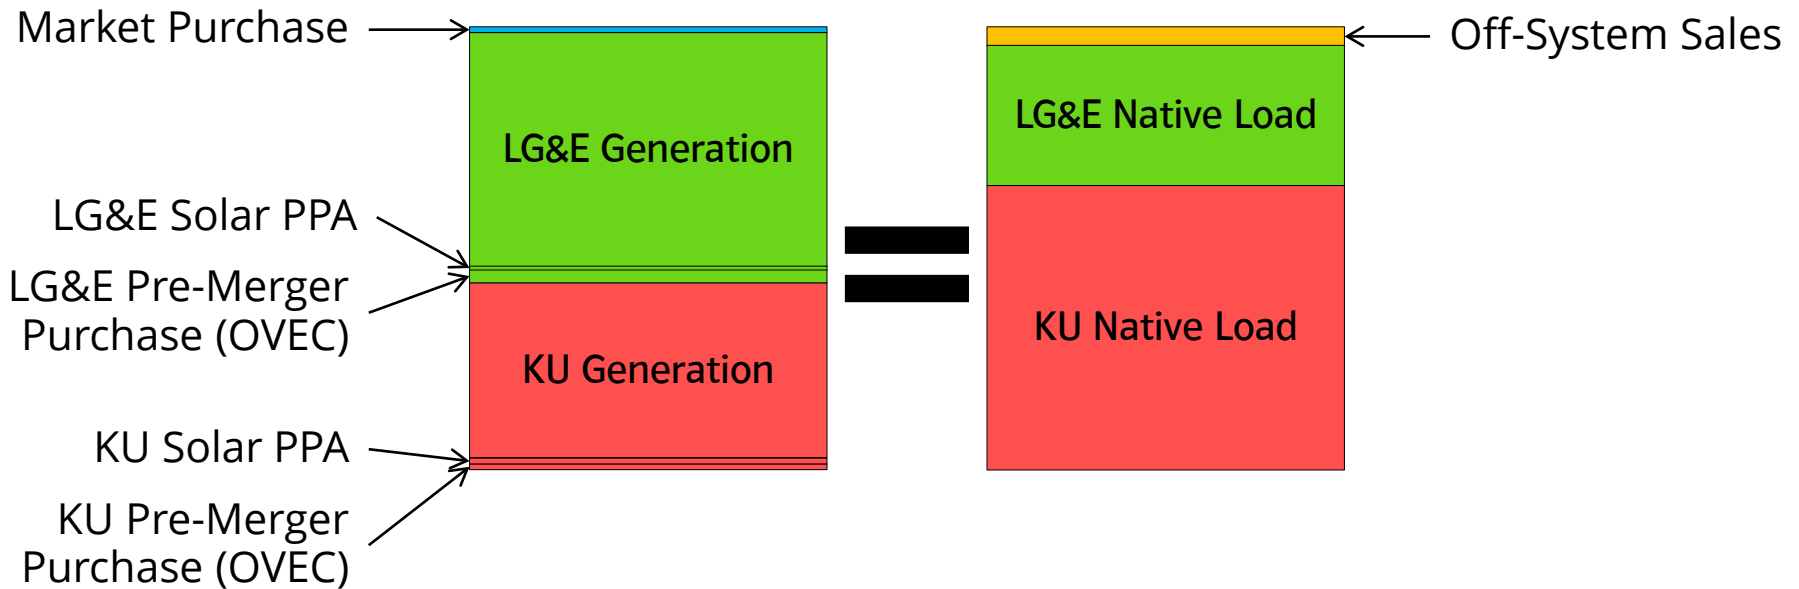 Market Purchase
LG&E Generation
LG&E Solar PPA
LG&E Pre-Merger
Purchase (OVEC)
KU Generation
KU Solar PPA
KU Pre-Merger
Purchase (OVEC)
Off-System Sales
LG&E Native Load
KU Native Load